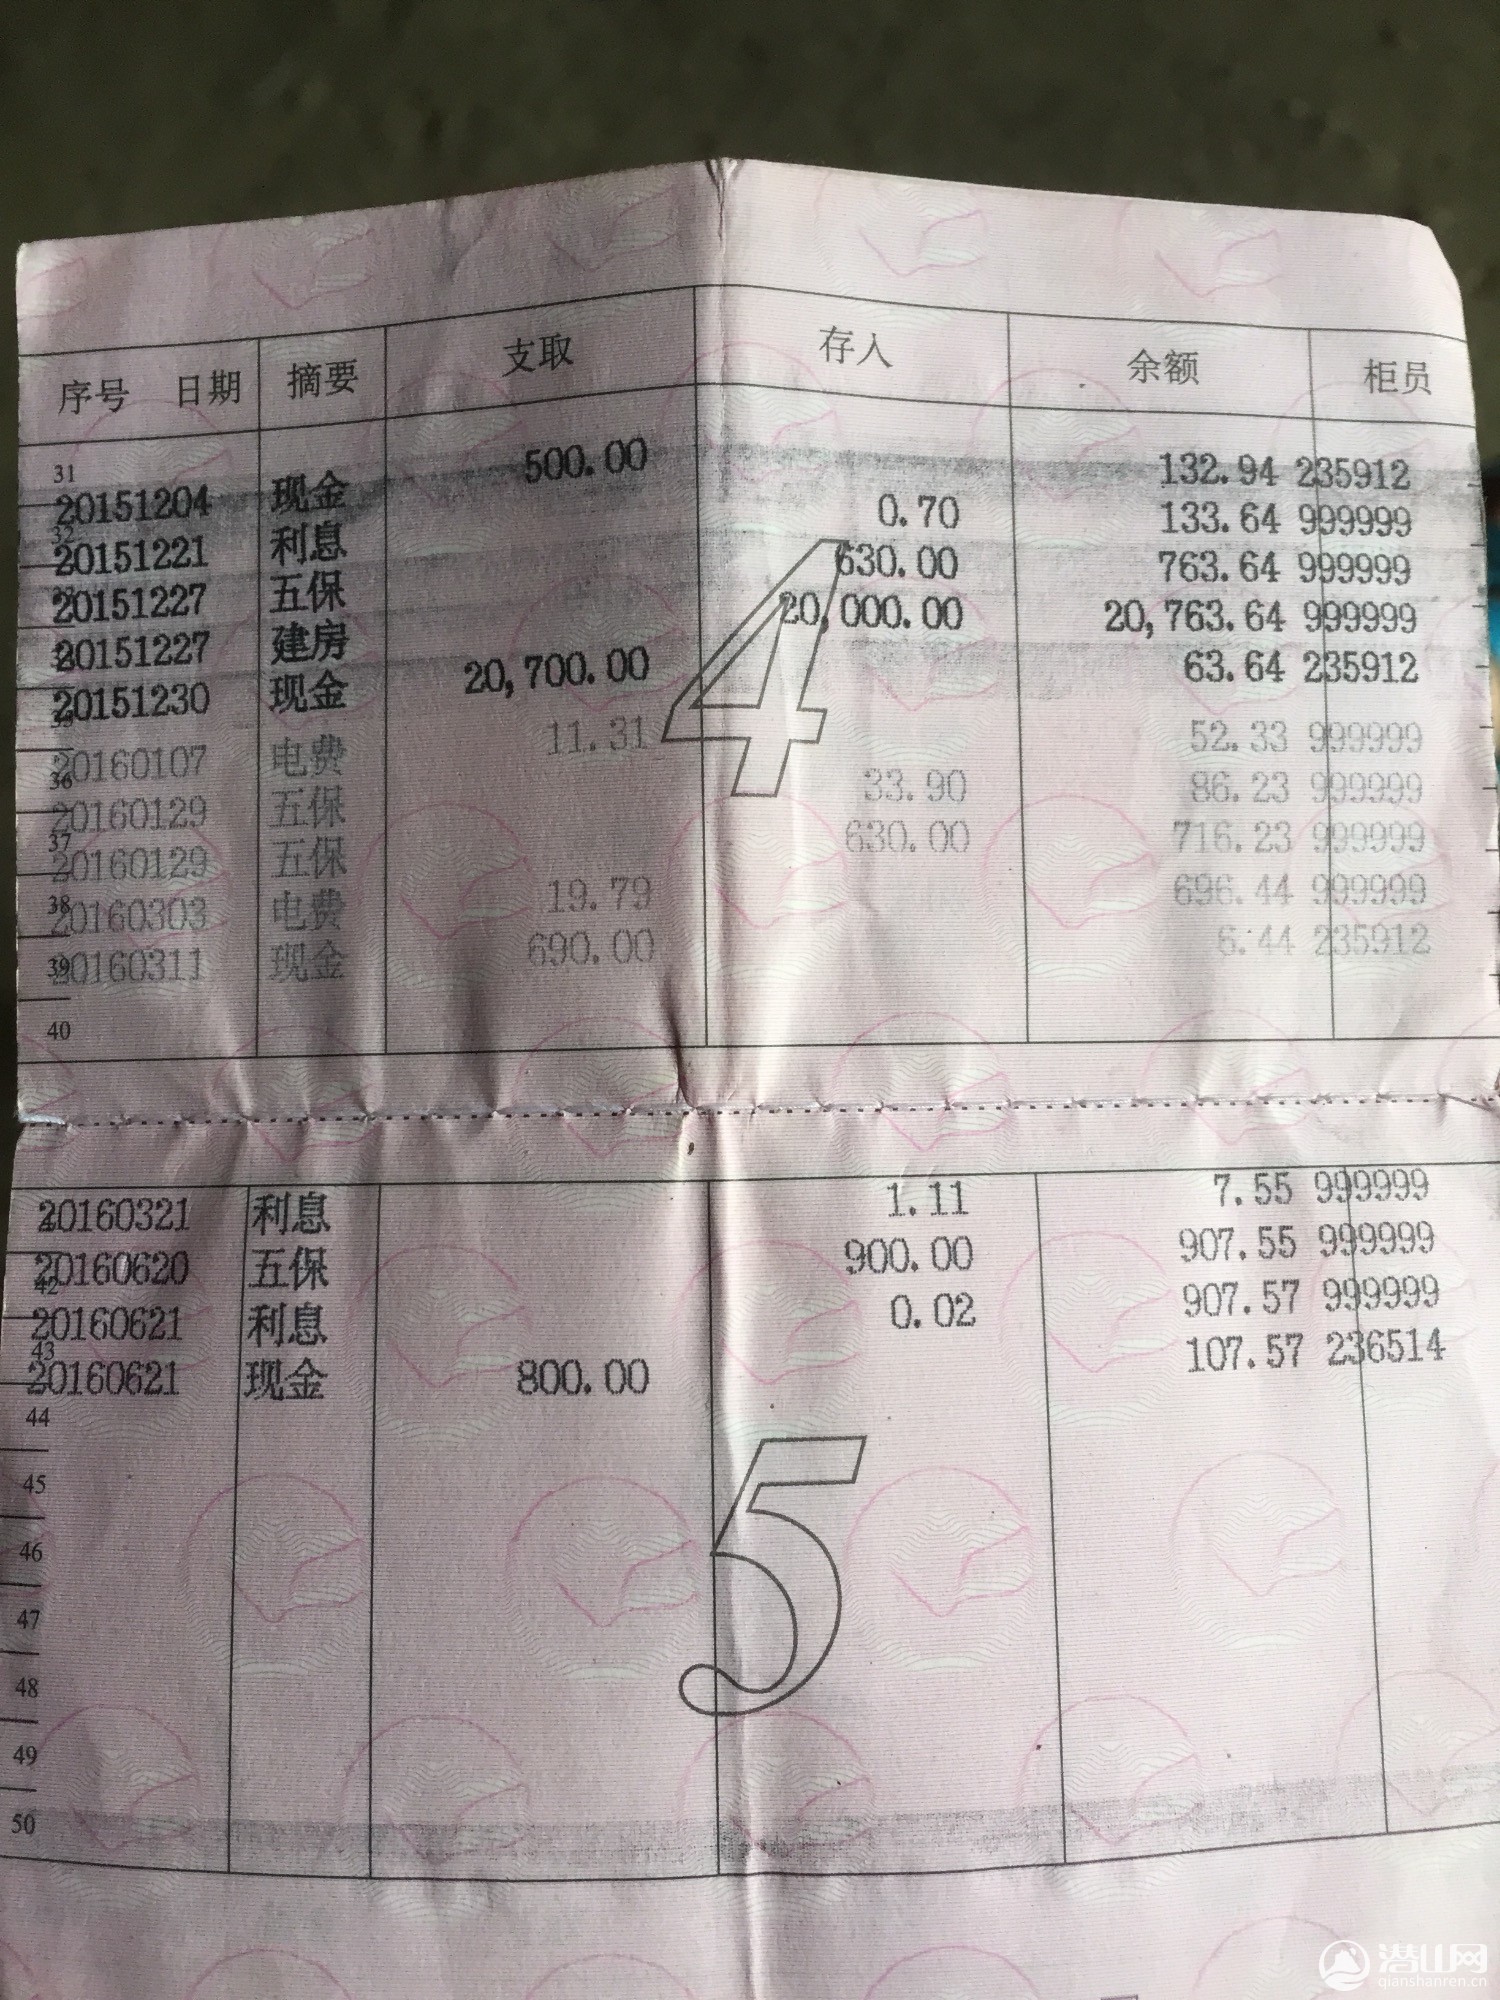 序号 日期 摘要 支取 存入 余额 柜员
31
20151204 现金 500.00 132.94 235912
32
20151221 利息 0.70 133.64 999999
20151227 五保 630.00 763.64 999999
20151227 建房 20,000.00 20,763.64 999999
20151230 现金 20,700.00 63.64 235912
35
20160107 电费 11.31 52.33 999999
36
20160129 五保 33.90 86.23 999999
37
20160129 五保 630.00 716.23 999999
38
20160303 电费 19.79 696.44 999999
39
20160311 现金 690.00 6.44 235912
40
4
20160321 利息 1.11 7.55 999999
20160620 五保 900.00 907.55 999999
42
20160621 利息 0.02 907.57 999999
43
20160621 现金 800.00 107.57 236514
44
45
46
47
48
49
50
5
潜山网
qianshanren.cn